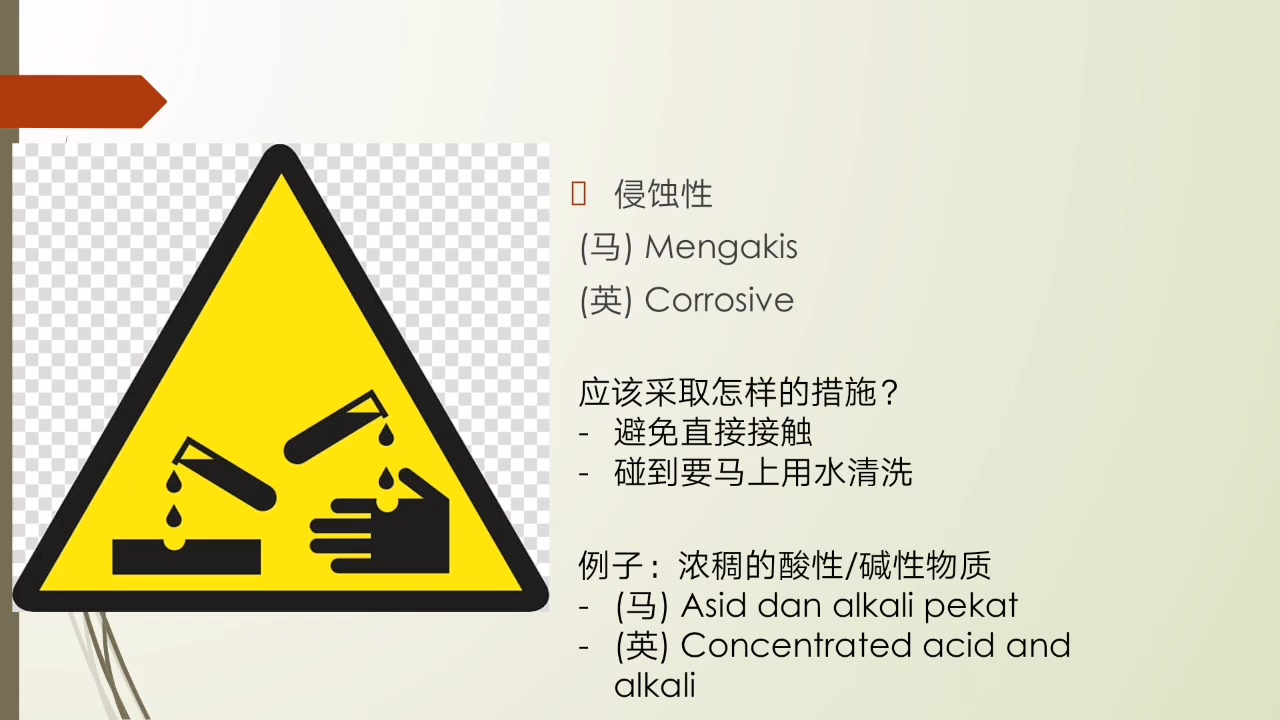 侵蚀性
(马) Mengakis
(英) Corrosive
应该采取怎样的措施？
- 避免直接接触
- 碰到要马上用水清洗
例子：浓稠的酸性/碱性物质
- (马) Asid dan alkali pekat
- (英) Concentrated acid and
alkali